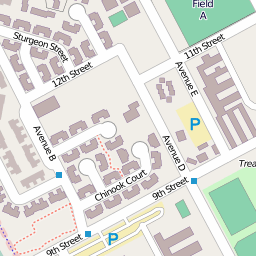 Field
A
Sturgeon Street
11th Street
12th Street
Avenue E
P
Avenue B
Avenue D
Trea
Chinook Court
9th Street
9th Street
P